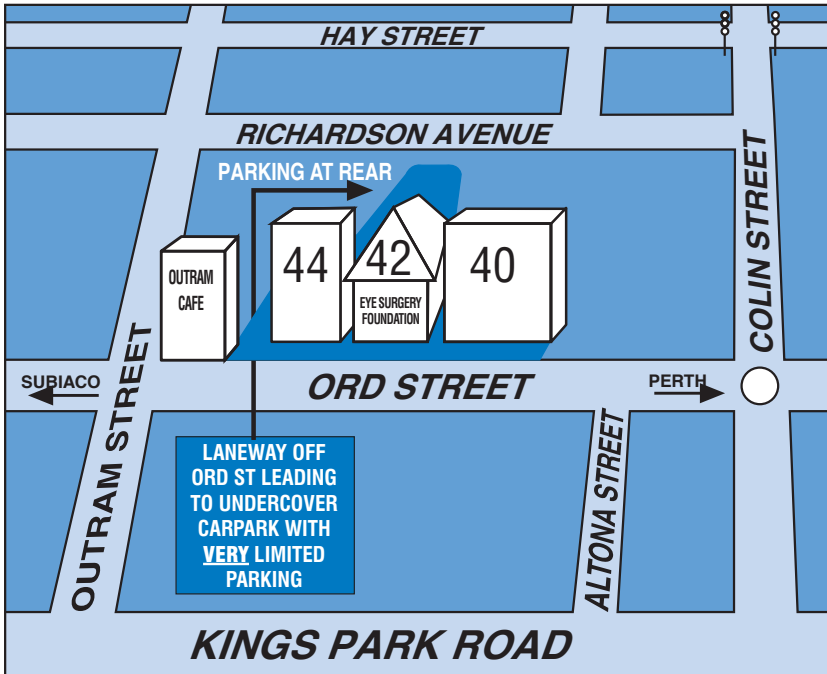 HAY STREET
RICHARDSON AVENUE
PARKING AT REAR
COLIN STREET
44
42
40
OUTRAM
CAFE
EYE SURGERY
FOUNDATION
SUBIACO
ORD STREET
PERTH
OUTRAM STREET
LANEWAY OFF
ORD ST LEADING
TO UNDERCOVER
CARPARK WITH
VERY LIMITED
PARKING
ALTONA STREET
KINGS PARK ROAD